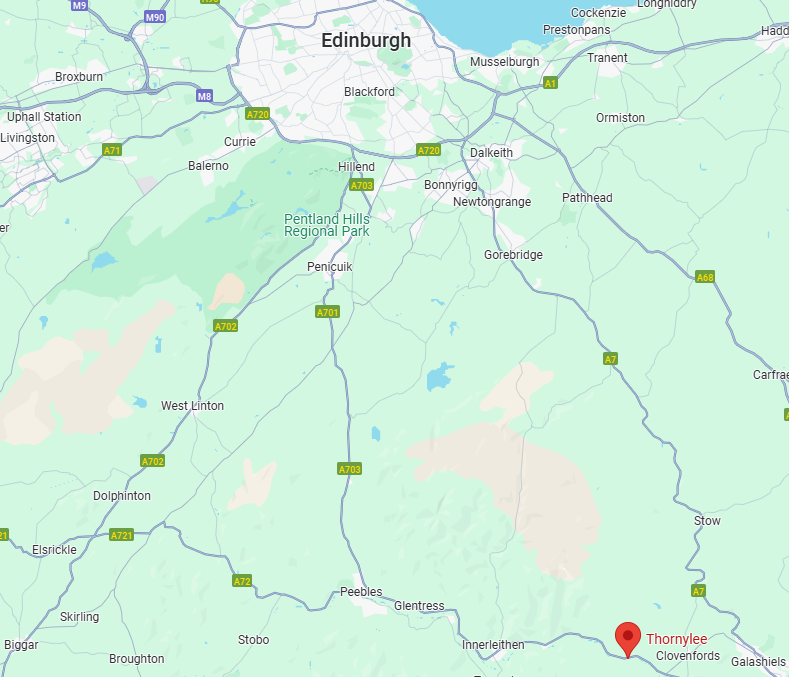 M9
M90
Longniddry
Cockenzie
Prestonpans
Hadd
Edinburgh
Musselburgh
Tranent
Broxburn
Blackford
A1
M8
A720
Uphall Station
Ormiston
Livingston
Currie
A71
A720
Dalkeith
Balerno
Hillend
A703
Bonnyrigg
Newtongrange
Pathhead
Pentland Hills
Regional Park
er
Gorebridge
Penicuik
A68
A701
A702
A7
Carfrae
West Linton
A702
A703
Dolphinton
Stow
21
A721
Elsrickle
A72
Peebles
A7
Glentress
Skirling
Stobo
Thornylee
Biggar
Innerleithen
Broughton
Clovenfords
Galashiels